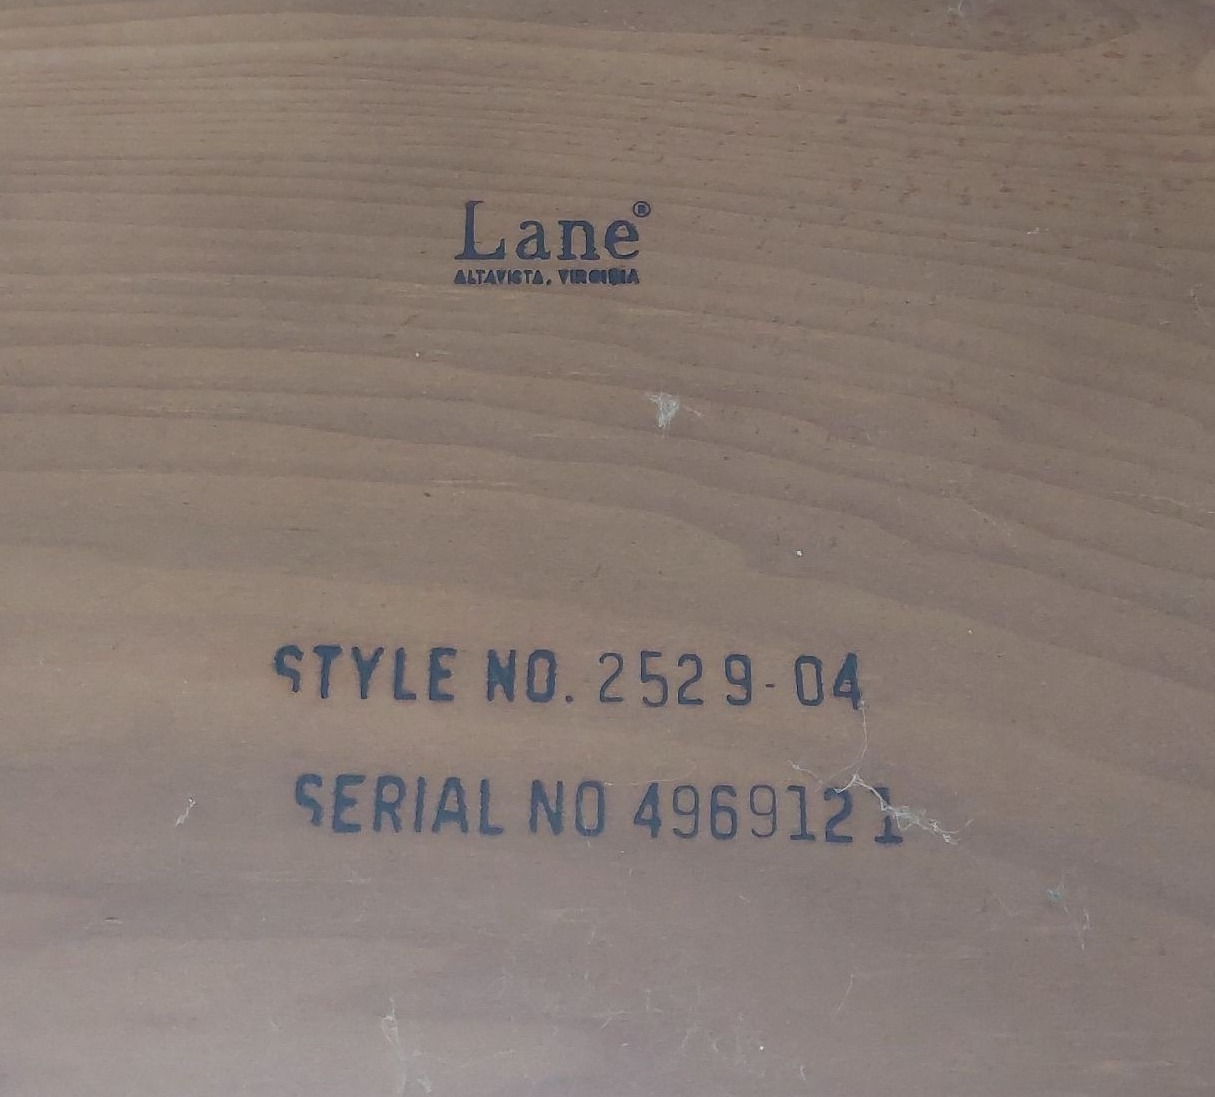 Lane®
ALTAVISTA, VIRGINIA
STYLE NO. 2529-04
SERIAL NO 4969121